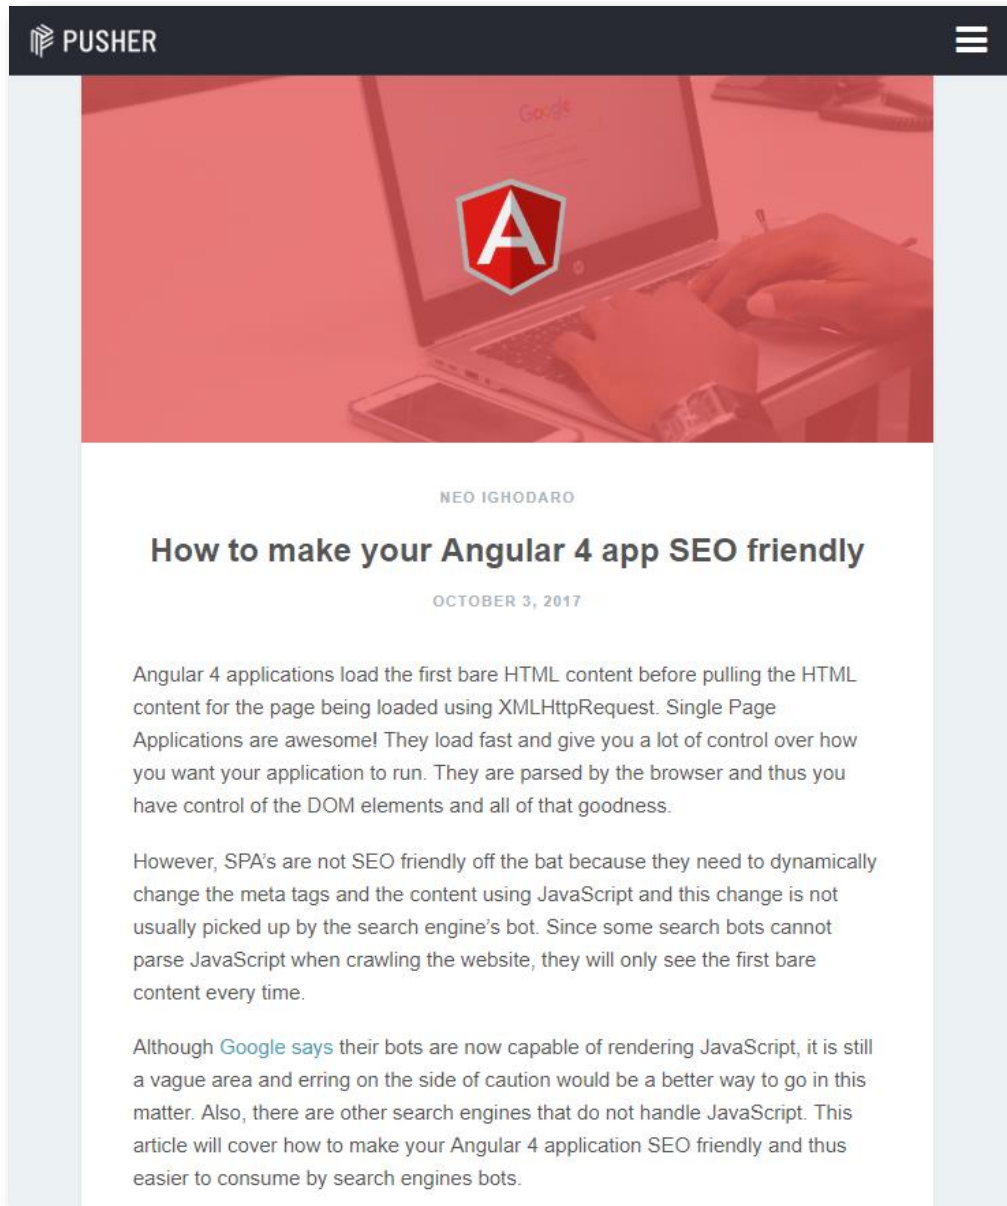 PUSHER
Google
NEO IGHODARO
How to make your Angular 4 app SEO friendly
OCTOBER 3, 2017
Angular 4 applications load the first bare HTML content before pulling the HTML
content for the page being loaded using XMLHttpRequest. Single Page
Applications are awesome! They load fast and give you a lot of control over how
you want your application to run. They are parsed by the browser and thus you
have control of the DOM elements and all of that goodness.
However, SPA’s are not SEO friendly off the bat because they need to dynamically
change the meta tags and the content using JavaScript and this change is not
usually picked up by the search engine’s bot. Since some search bots cannot
parse JavaScript when crawling the website, they will only see the first bare
content every time.
Although Google says their bots are now capable of rendering JavaScript, it is still
a vague area and erring on the side of caution would be a better way to go in this
matter. Also, there are other search engines that do not handle JavaScript. This
article will cover how to make your Angular 4 application SEO friendly and thus
easier to consume by search engines bots.